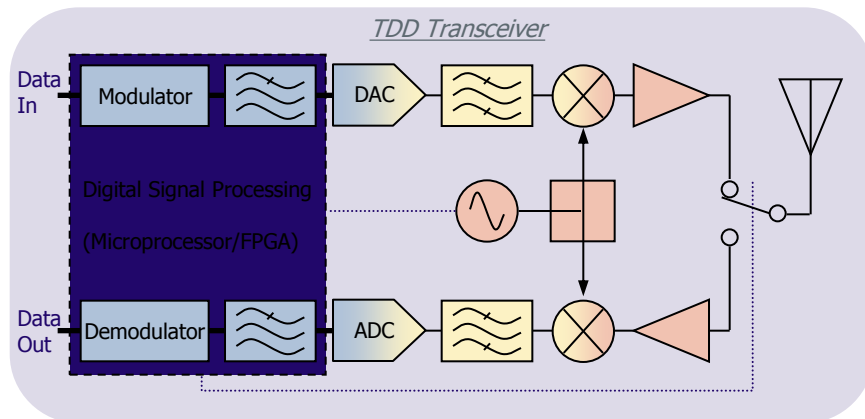 TDD Transceiver
Data
In
Modulator
DAC
Digital Signal Processing
(Microprocessor/FPGA)
Data
Out
Demodulator
ADC